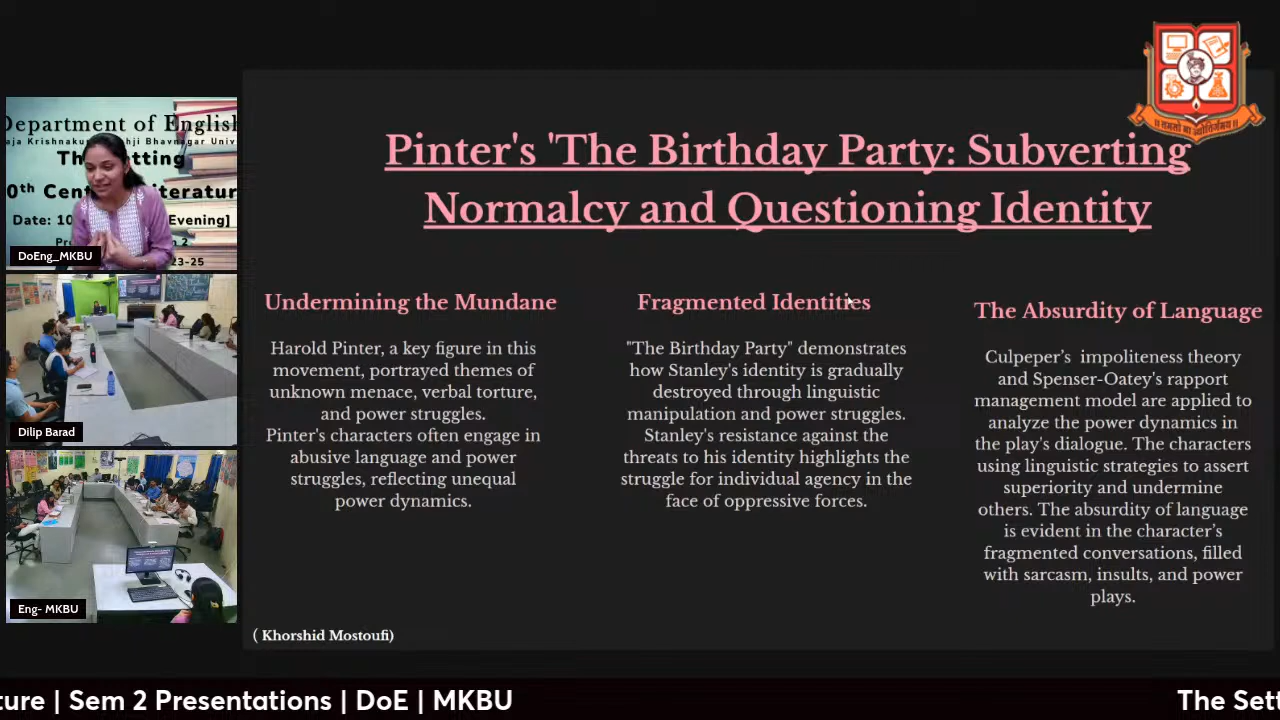 Department of English
The Setting
Date: 10
Evening]
23-25
DoEng_MKBU
Dilip Barad
Eng- MKBU
Pinter's 'The Birthday Party: Subverting
Normalcy and Questioning Identity
Undermining the Mundane
Harold Pinter, a key figure in this
movement, portrayed themes of
unknown menace, verbal torture,
and power struggles.
Pinter's characters often engage in
abusive language and power
struggles, reflecting unequal
power dynamics.
Fragmented Identities
"The Birthday Party" demonstrates
how Stanley's identity is gradually
destroyed through linguistic
manipulation and power struggles.
Stanley's resistance against the
threats to his identity highlights the
struggle for individual agency in the
face of oppressive forces.
The Absurdity of Language
Culpeper’s impoliteness theory
and Spenser-Oatey's rapport
management model are applied to
analyze the power dynamics in
the play's dialogue. The characters
using linguistic strategies to assert
superiority and undermine
others. The absurdity of language
is evident in the character’s
fragmented conversations, filled
with sarcasm, insults, and power
plays.
( Khorshid Mostoufi)
ture | Sem 2 Presentations | DoE | MKBU
The Sett